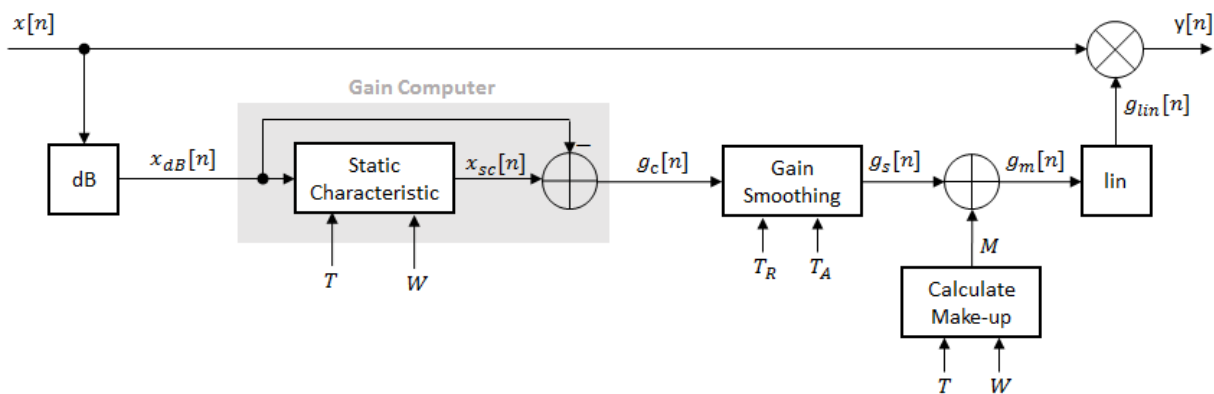 x[n]
y[n]
Gain Computer
g_lin[n]
dB
x_dB[n]
Static
Characteristic
x_sc[n]
−
g_c[n]
Gain
Smoothing
g_s[n]
g_m[n]
lin
T
W
T_R
T_A
M
Calculate
Make-up
T
W